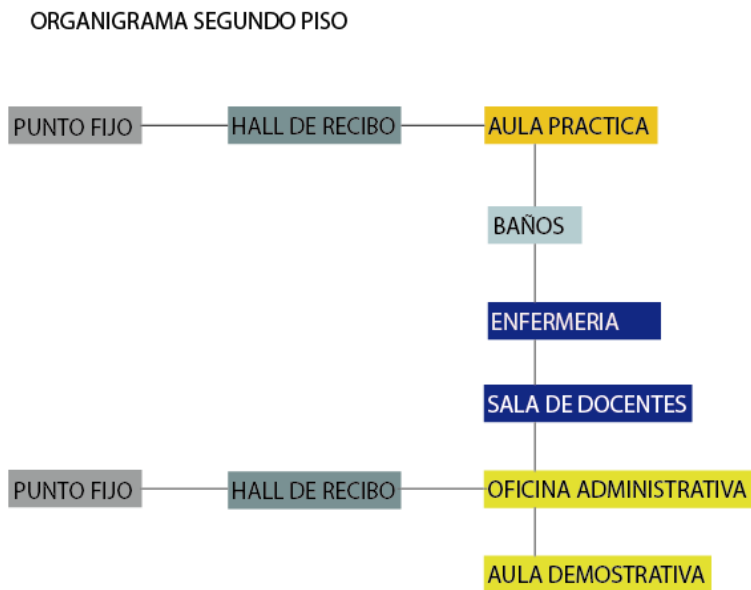 ORGANIGRAMA SEGUNDO PISO
PUNTO FIJO
HALL DE RECIBO
AULA PRACTICA
BAÑOS
ENFERMERIA
SALA DE DOCENTES
PUNTO FIJO
HALL DE RECIBO
OFICINA ADMINISTRATIVA
AULA DEMOSTRATIVA